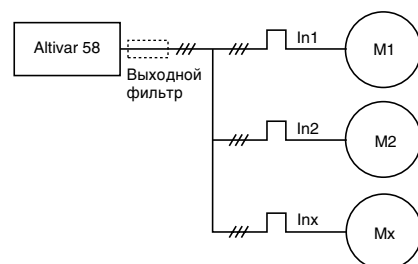 Altivar 58
Выходной
фильтр
In1
M1
In2
M2
Inx
Mx